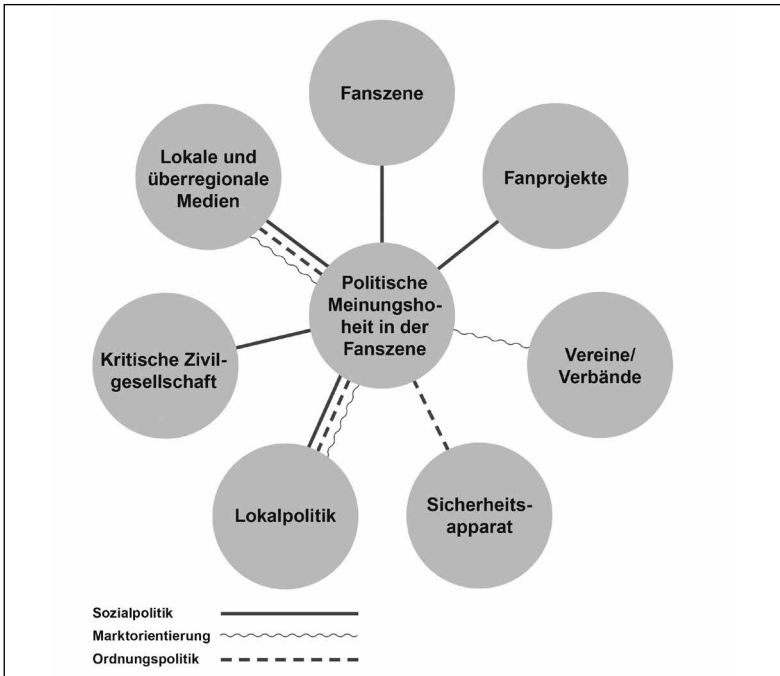 Fanszene
Lokale und
überregionale
Medien
Fanprojekte
Politische
Meinungsho-
heit in der
Fanszene
Kritische Zivil-
gesellschaft
Vereine/
Verbände
Lokalpolitik
Sicherheits-
apparat
Sozialpolitik
Marktorientierung
Ordnungspolitik